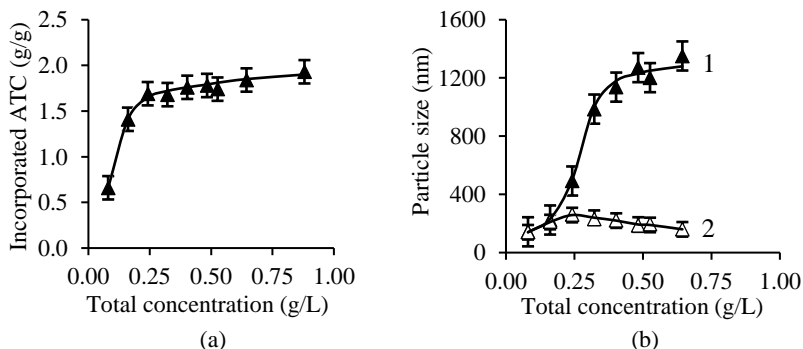 Incorporated ATC (g/g)
2.5
2.0
1.5
1.0
0.5
0.0
0.00 0.25 0.50 0.75 1.00
Total concentration (g/L)
(a)
Particle size (nm)
1600
1200
800
400
0
1
2
0.00 0.25 0.50 0.75 1.00
Total concentration (g/L)
(b)